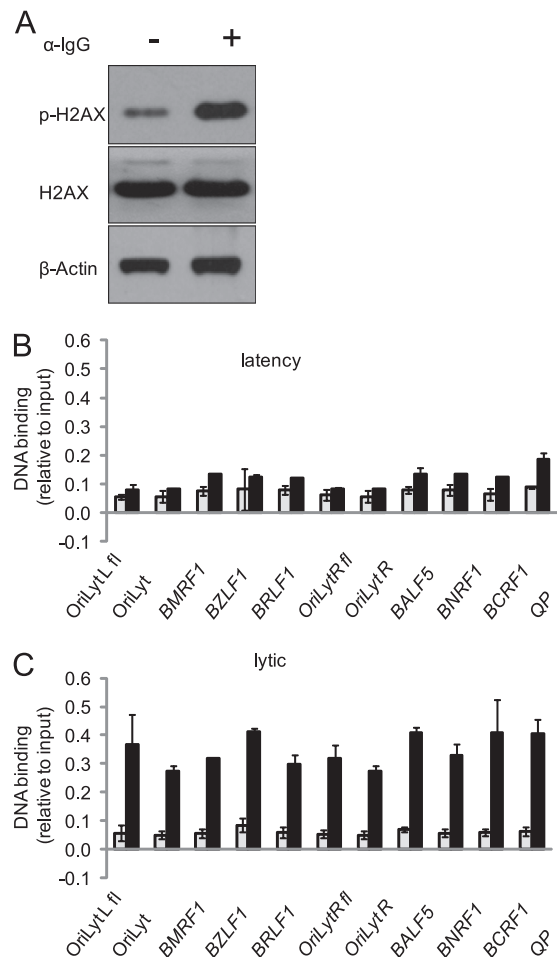 A
α-IgG - +
p-H2AX
H2AX
β-Actin
B
latency
DNA binding
(relative to input)
0.6
0.5
0.4
0.3
0.2
0.1
0.0
-0.1
OriLytL fl
OriLyt
BMRF1
BZLF1
BRLF1
OriLytR fl
OriLytR
BALF5
BNRF1
BCRF1
QP
C
lytic
DNA binding
(relative to input)
0.6
0.5
0.4
0.3
0.2
0.1
0.0
-0.1
OriLytL fl
OriLyt
BMRF1
BZLF1
BRLF1
OriLytR fl
OriLytR
BALF5
BNRF1
BCRF1
QP